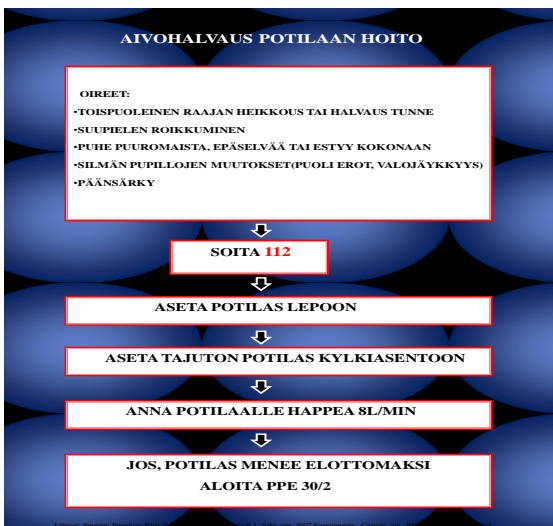 AIVOHALVAUS POTILAAN HOITO
OIREET:
•TOISPUOLEINEN RAAJAN HEIKKOUS TAI HALVAUS TUNNE
•SUUPIELEN ROIKKUMINEN
•PUHE PUUROMAISTA, EPÄSELVÄÄ TAI ESTYY KOKONAAN
•SILMÄN PUPILLOJEN MUUTOKSET(PUOLI EROT, VALOJÄYKKYYS)
•PÄÄNSÄRKY
SOITA 112
ASETA POTILAS LEPOON
ASETA TAJUTON POTILAS KYLKIASENTOON
ANNA POTILAALLE HAPPEA 8L/MIN
JOS, POTILAS MENEE ELOTTOMAKSI
ALOITA PPE 30/2